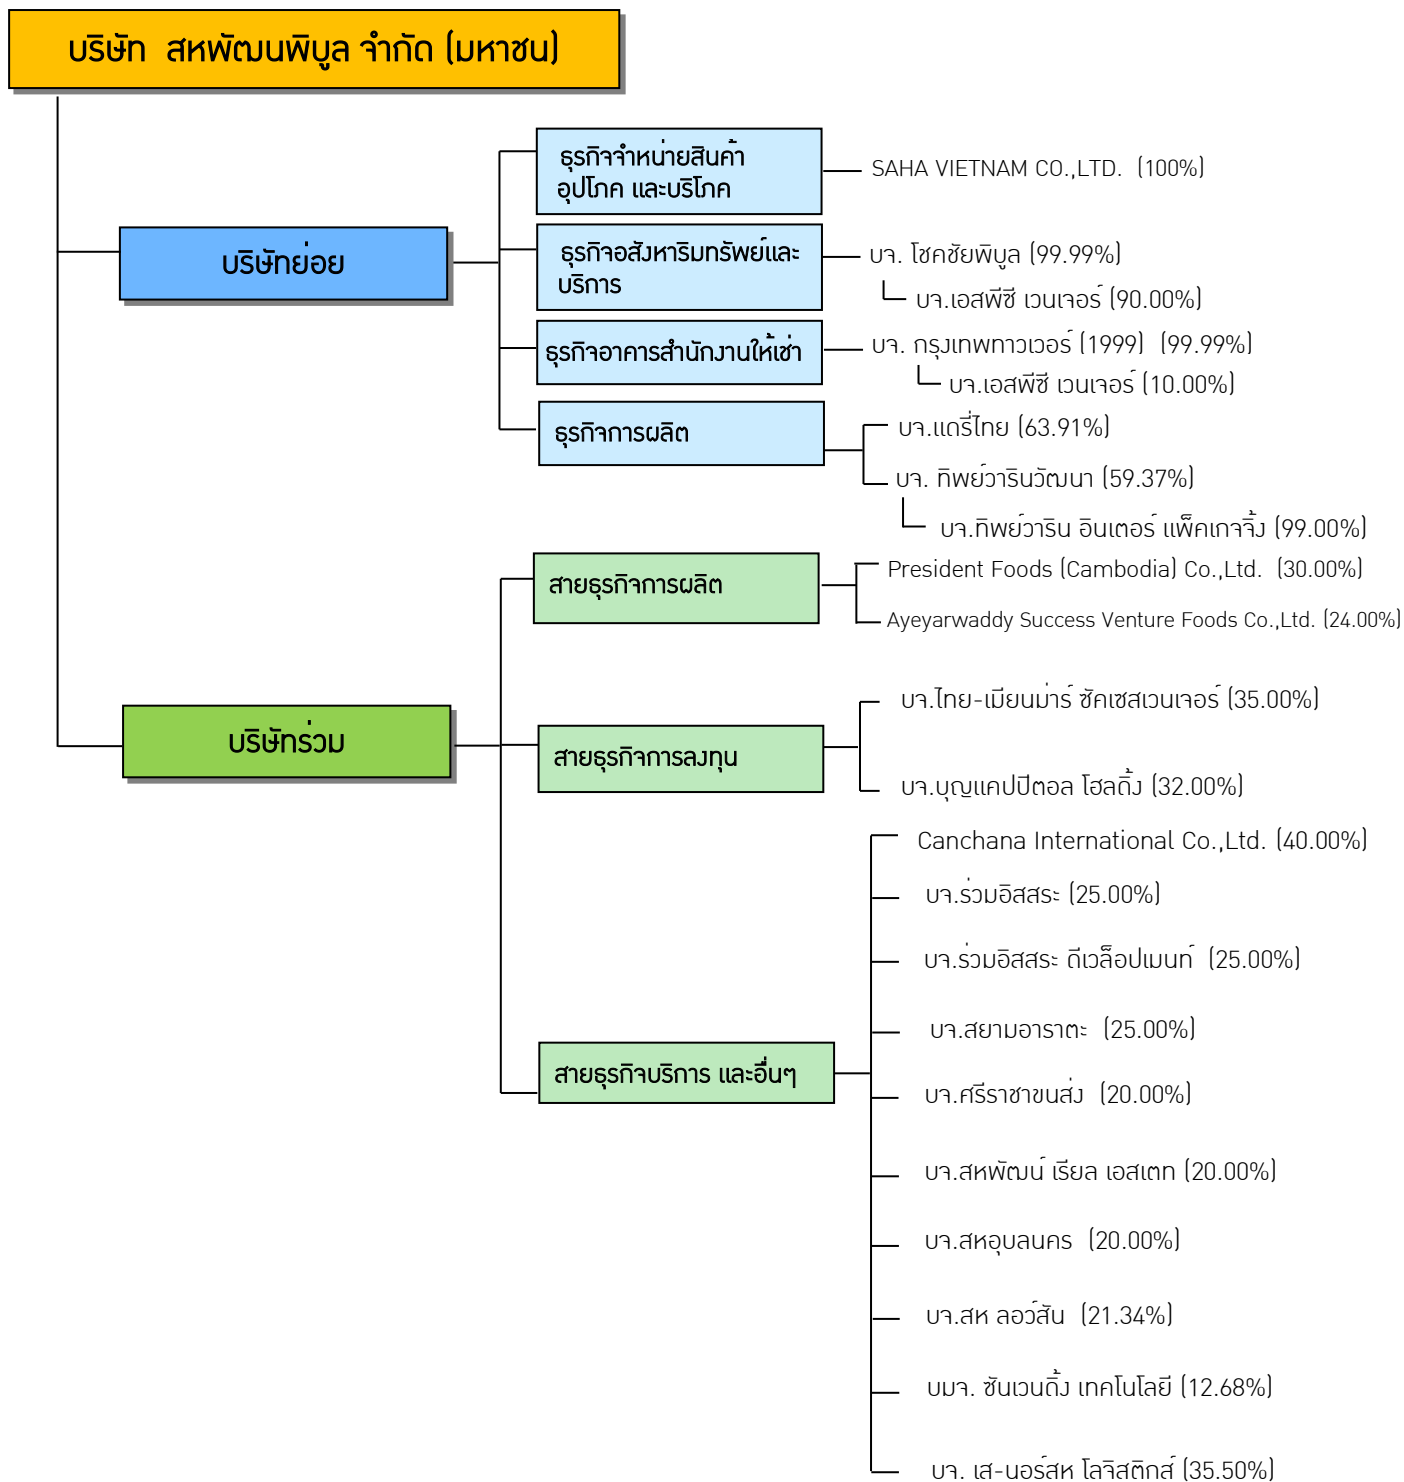 บริษัท สหพัฒนพิบูล จำกัด (มหาชน)
บริษัทย่อย
ธุรกิจจำหน่ายสินค้า
อุปโภค และบริโภค
SAHA VIETNAM CO.,LTD. (100%)
ธุรกิจอสังหาริมทรัพย์และ
บริการ
บจ. โชคชัยพิบูล (99.99%)
บจ.เอสพีซี เวนเจอร์ (90.00%)
ธุรกิจอาคารสำนักงานให้เช่า
บจ. กรุงเทพทาวเวอร์ (1999) (99.99%)
บจ.เอสพีซี เวนเจอร์ (10.00%)
ธุรกิจการผลิต
บจ.แดรี่ไทย (63.91%)
บจ. ทิพย์วารินวัฒนา (59.37%)
บจ.ทิพย์วาริน อินเตอร์ แพ็คเกจจิ้ง (99.00%)
บริษัทร่วม
สายธุรกิจการผลิต
President Foods (Cambodia) Co.,Ltd. (30.00%)
Ayeyarwaddy Success Venture Foods Co.,Ltd. (24.00%)
สายธุรกิจการลงทุน
บจ.ไทย-เมียนม่าร์ ซัคเซสเวนเจอร์ (35.00%)
บจ.บุญแคปปิตอล โฮลดิ้ง (32.00%)
สายธุรกิจบริการ และอื่นๆ
Canchana International Co.,Ltd. (40.00%)
บจ.ร่วมอิสสระ (25.00%)
บจ.ร่วมอิสสระ ดีเวล็อปเมนท์ (25.00%)
บจ.สยามอาราตะ (25.00%)
บจ.ศรีราชาขนส่ง (20.00%)
บจ.สหพัฒน์ เรียล เอสเตท (20.00%)
บจ.สหอุบลนคร (20.00%)
บจ.สห ลอว์สัน (21.34%)
บมจ. ซันเวนดิ้ง เทคโนโลยี (12.68%)
บจ. เส-นอร์สห โลจิสติกส์ (35.50%)